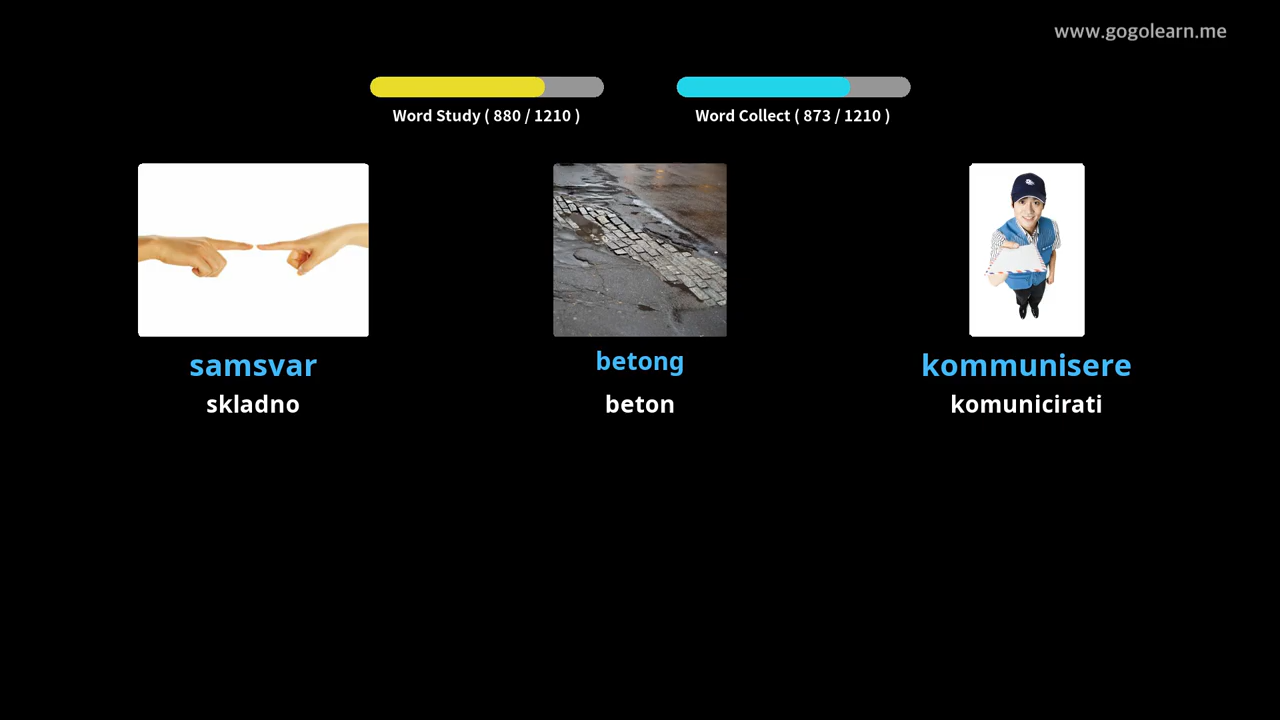 www.gogolearn.me
Word Study ( 880 / 1210 )
Word Collect ( 873 / 1210 )
samsvar
betong
kommunisere
skladno
beton
komunicirati